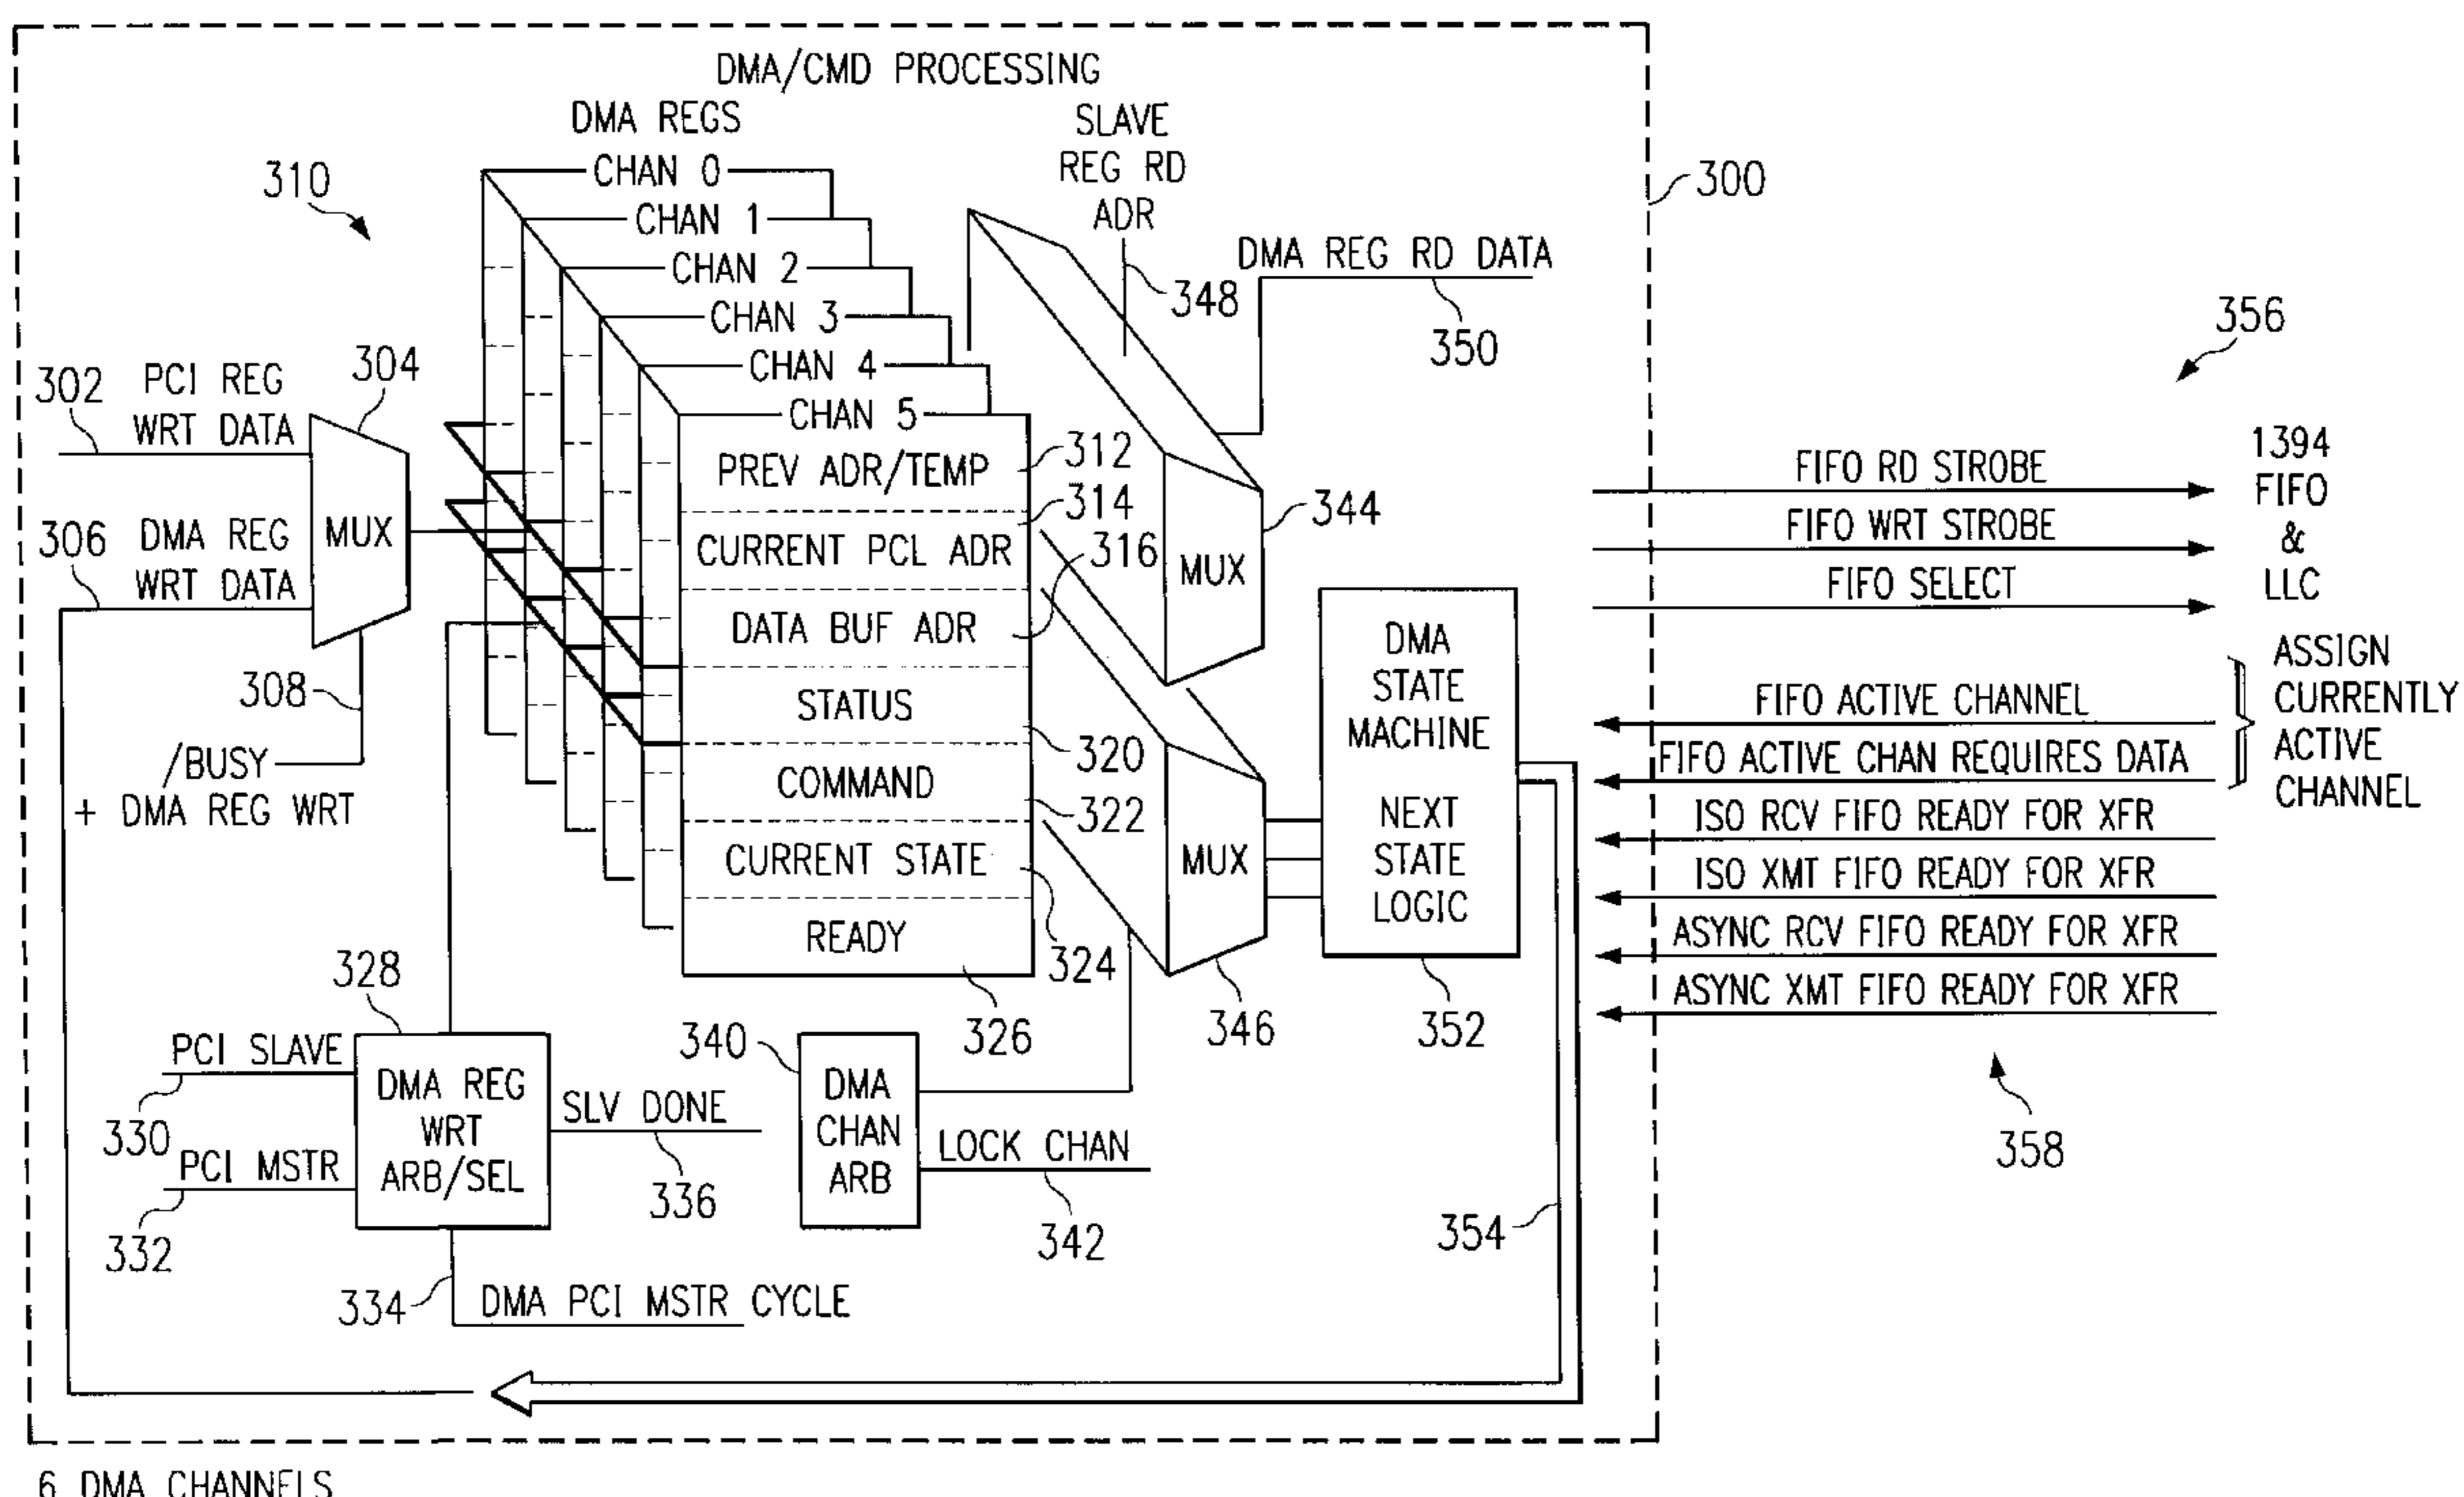 DMA/CMD PROCESSING
DMA REGS
SLAVE
REG RD
ADR
310
CHAN 0
CHAN 1
CHAN 2
CHAN 3
CHAN 4
CHAN 5
300
348
DMA REG RD DATA
350
356
302
PCI REG
WRT DATA
304
306
DMA REG
WRT DATA
MUX
308
/BUSY
+ DMA REG WRT
PREV ADR/TEMP
312
314
CURRENT PCL ADR
316
DATA BUF ADR
STATUS
320
COMMAND
322
CURRENT STATE
324
READY
326
MUX
344
MUX
346
DMA
STATE
MACHINE
NEXT
STATE
LOGIC
352
FIFO RD STROBE
FIFO WRT STROBE
FIFO SELECT
1394
FIFO
&
LLC
FIFO ACTIVE CHANNEL
FIFO ACTIVE CHAN REQUIRES DATA
ASSIGN
CURRENTLY
ACTIVE
CHANNEL
ISO RCV FIFO READY FOR XFR
ISO XMT FIFO READY FOR XFR
ASYNC RCV FIFO READY FOR XFR
ASYNC XMT FIFO READY FOR XFR
358
328
PCI SLAVE
330
PCI MSTR
332
DMA REG
WRT
ARB/SEL
SLV DONE
336
334
DMA PCI MSTR CYCLE
340
DMA
CHAN
ARB
LOCK CHAN
342
354
6 DMA CHANNELS